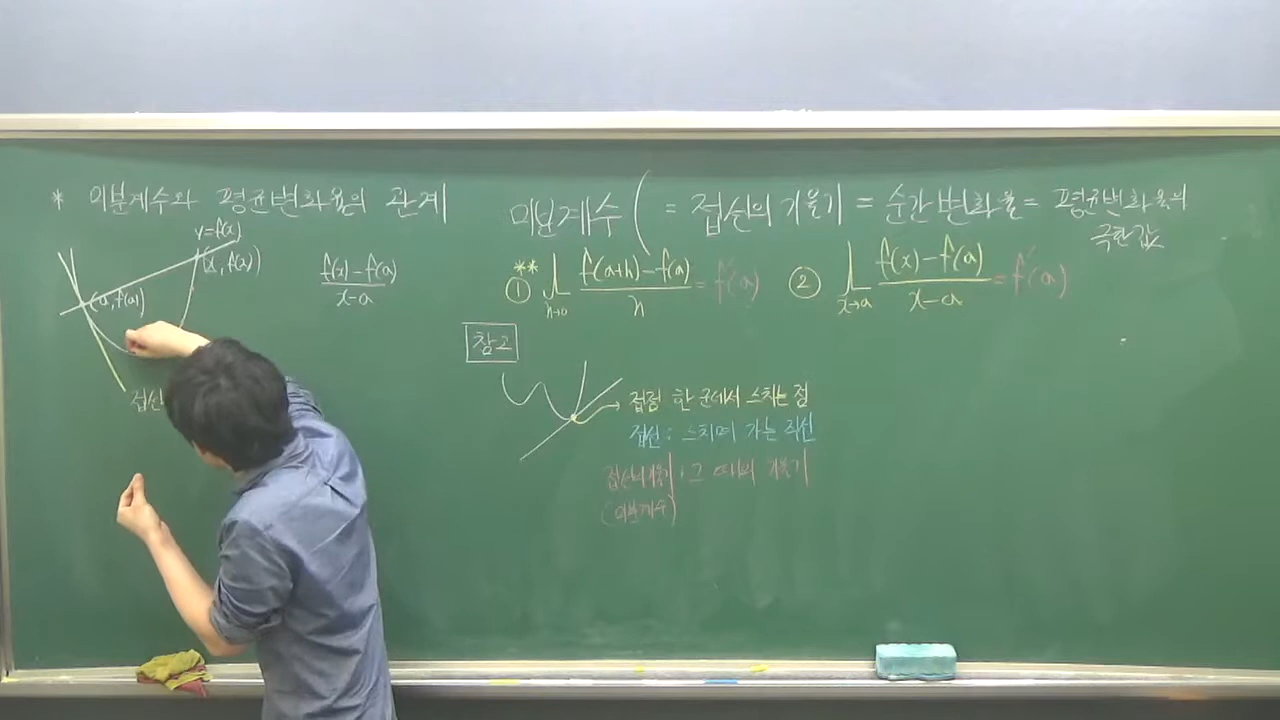 * 미분계수와 평균변화율의 관계
y=f(x)
(x, f(x))
(a, f(a))
f(x)-f(a)
x-a
접선
미분계수 ( = 접선의 기울기 = 순간변화율 = 평균변화율의
극한값
** ① lim h→0 f(a+h)-f(a) / h = f'(a)
② lim x→a f(x)-f(a) / x-a = f'(a)
참고
접점 한 군데서 스치는 점
접선 : 스치며 가는 직선
접선의 기울기 : 그 때의 기울기
(미분계수)